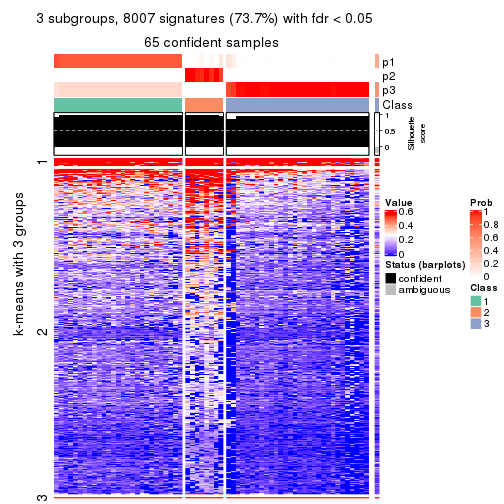 3 subgroups, 8007 signatures (73.7%) with fdr < 0.05
65 confident samples
p1
p2
p3
Class
1
0.5
0
Silhouette
score
k-means with 3 groups
1
2
3
Value
0.6
0.4
0.2
0
Status (barplots)
confident
ambiguous
Prob
1
0.8
0.6
0.4
0.2
0
Class
1
2
3